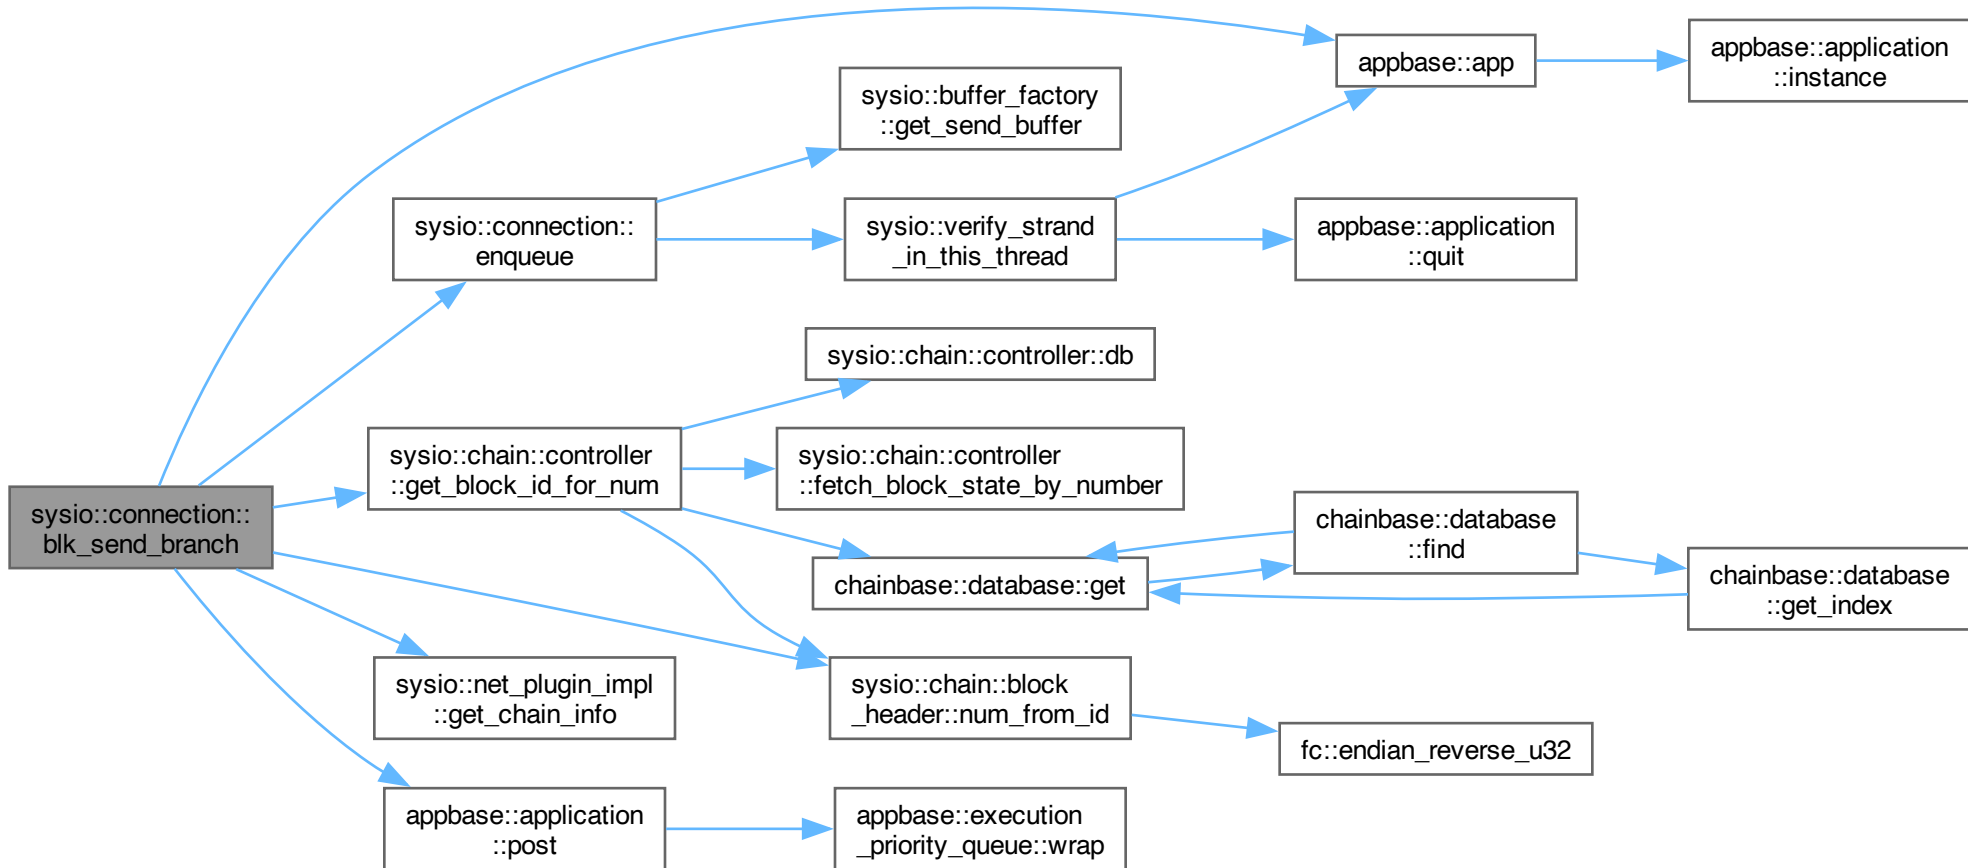 sysio::connection::
blk_send_branch
appbase::app
appbase::application
::instance
sysio::connection::
enqueue
sysio::buffer_factory
::get_send_buffer
sysio::verify_strand
_in_this_thread
appbase::application
::quit
sysio::chain::controller
::get_block_id_for_num
sysio::chain::controller::db
sysio::chain::controller
::fetch_block_state_by_number
chainbase::database::get
chainbase::database
::find
chainbase::database
::get_index
sysio::chain::block
_header::num_from_id
fc::endian_reverse_u32
sysio::net_plugin_impl
::get_chain_info
appbase::application
::post
appbase::execution
_priority_queue::wrap